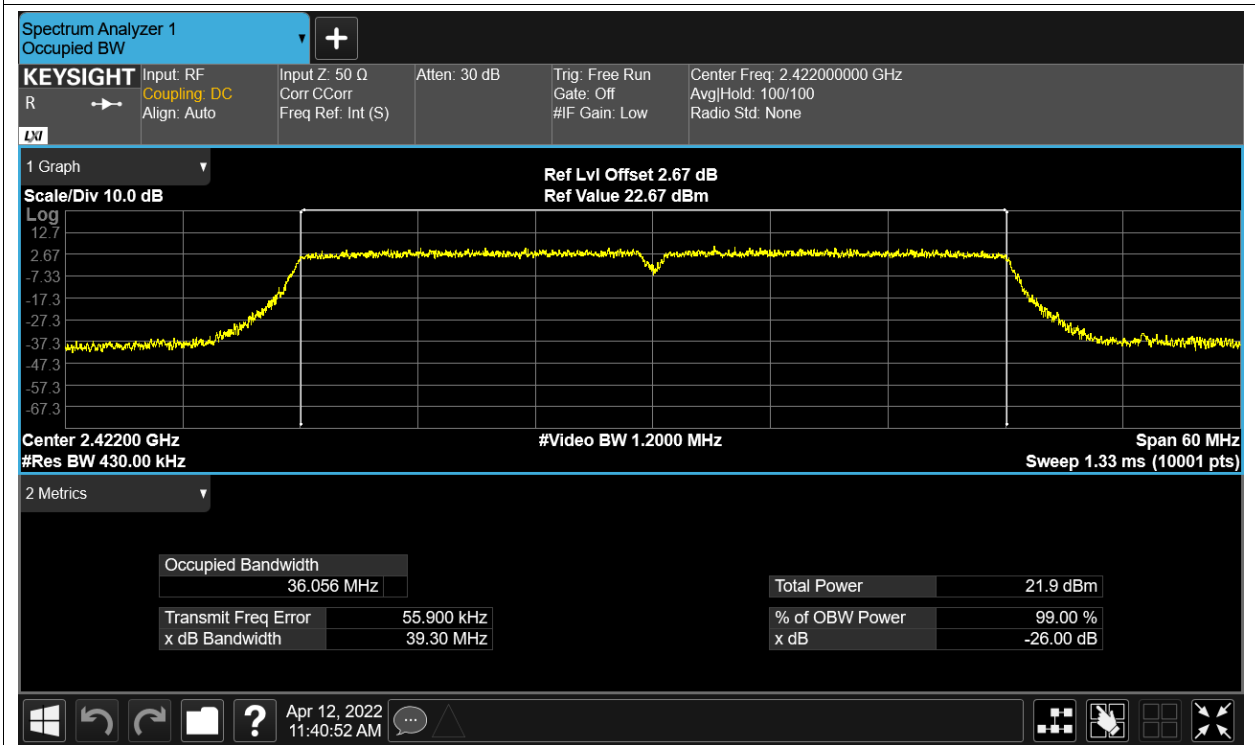 Spectrum Analyzer 1
Occupied BW
KEYSIGHT
R
LXI
Input: RF
Coupling: DC
Align: Auto
Input Z: 50 Ω
Corr CCorr
Freq Ref: Int (S)
Atten: 30 dB
Trig: Free Run
Gate: Off
#IF Gain: Low
Center Freq: 2.422000000 GHz
Avg|Hold: 100/100
Radio Std: None
1 Graph
Scale/Div 10.0 dB
Ref Lvl Offset 2.67 dB
Ref Value 22.67 dBm
Log
12.7
2.67
-7.33
-17.3
-27.3
-37.3
-47.3
-57.3
-67.3
Center 2.42200 GHz
#Video BW 1.2000 MHz
Span 60 MHz
#Res BW 430.00 kHz
Sweep 1.33 ms (10001 pts)
2 Metrics
Occupied Bandwidth
36.056 MHz
Total Power 21.9 dBm
Transmit Freq Error 55.900 kHz
% of OBW Power 99.00 %
x dB Bandwidth 39.30 MHz
x dB -26.00 dB
?
Apr 12, 2022
11:40:52 AM